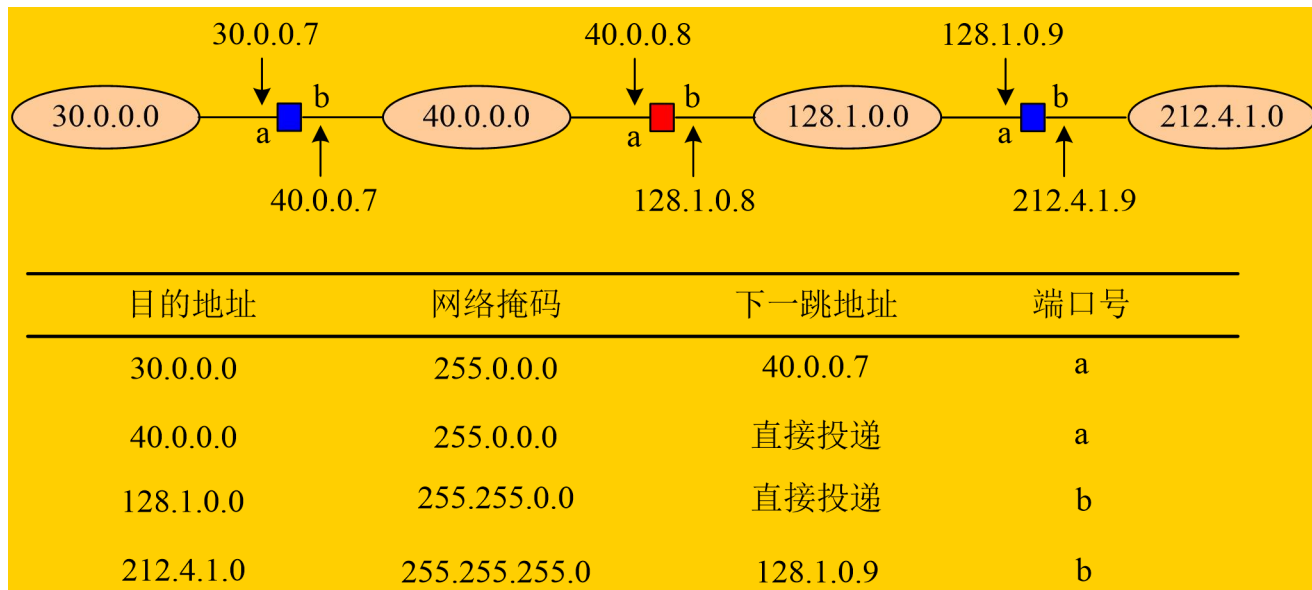 30.0.0.7 40.0.0.8 128.1.0.9
b b b
30.0.0.0 40.0.0.0 128.1.0.0 212.4.1.0
a a a
40.0.0.7 128.1.0.8 212.4.1.9
目的地址 网络掩码 下一跳地址 端口号
30.0.0.0 255.0.0.0 40.0.0.7 a
40.0.0.0 255.0.0.0 直接投递 a
128.1.0.0 255.255.0.0 直接投递 b
212.4.1.0 255.255.255.0 128.1.0.9 b